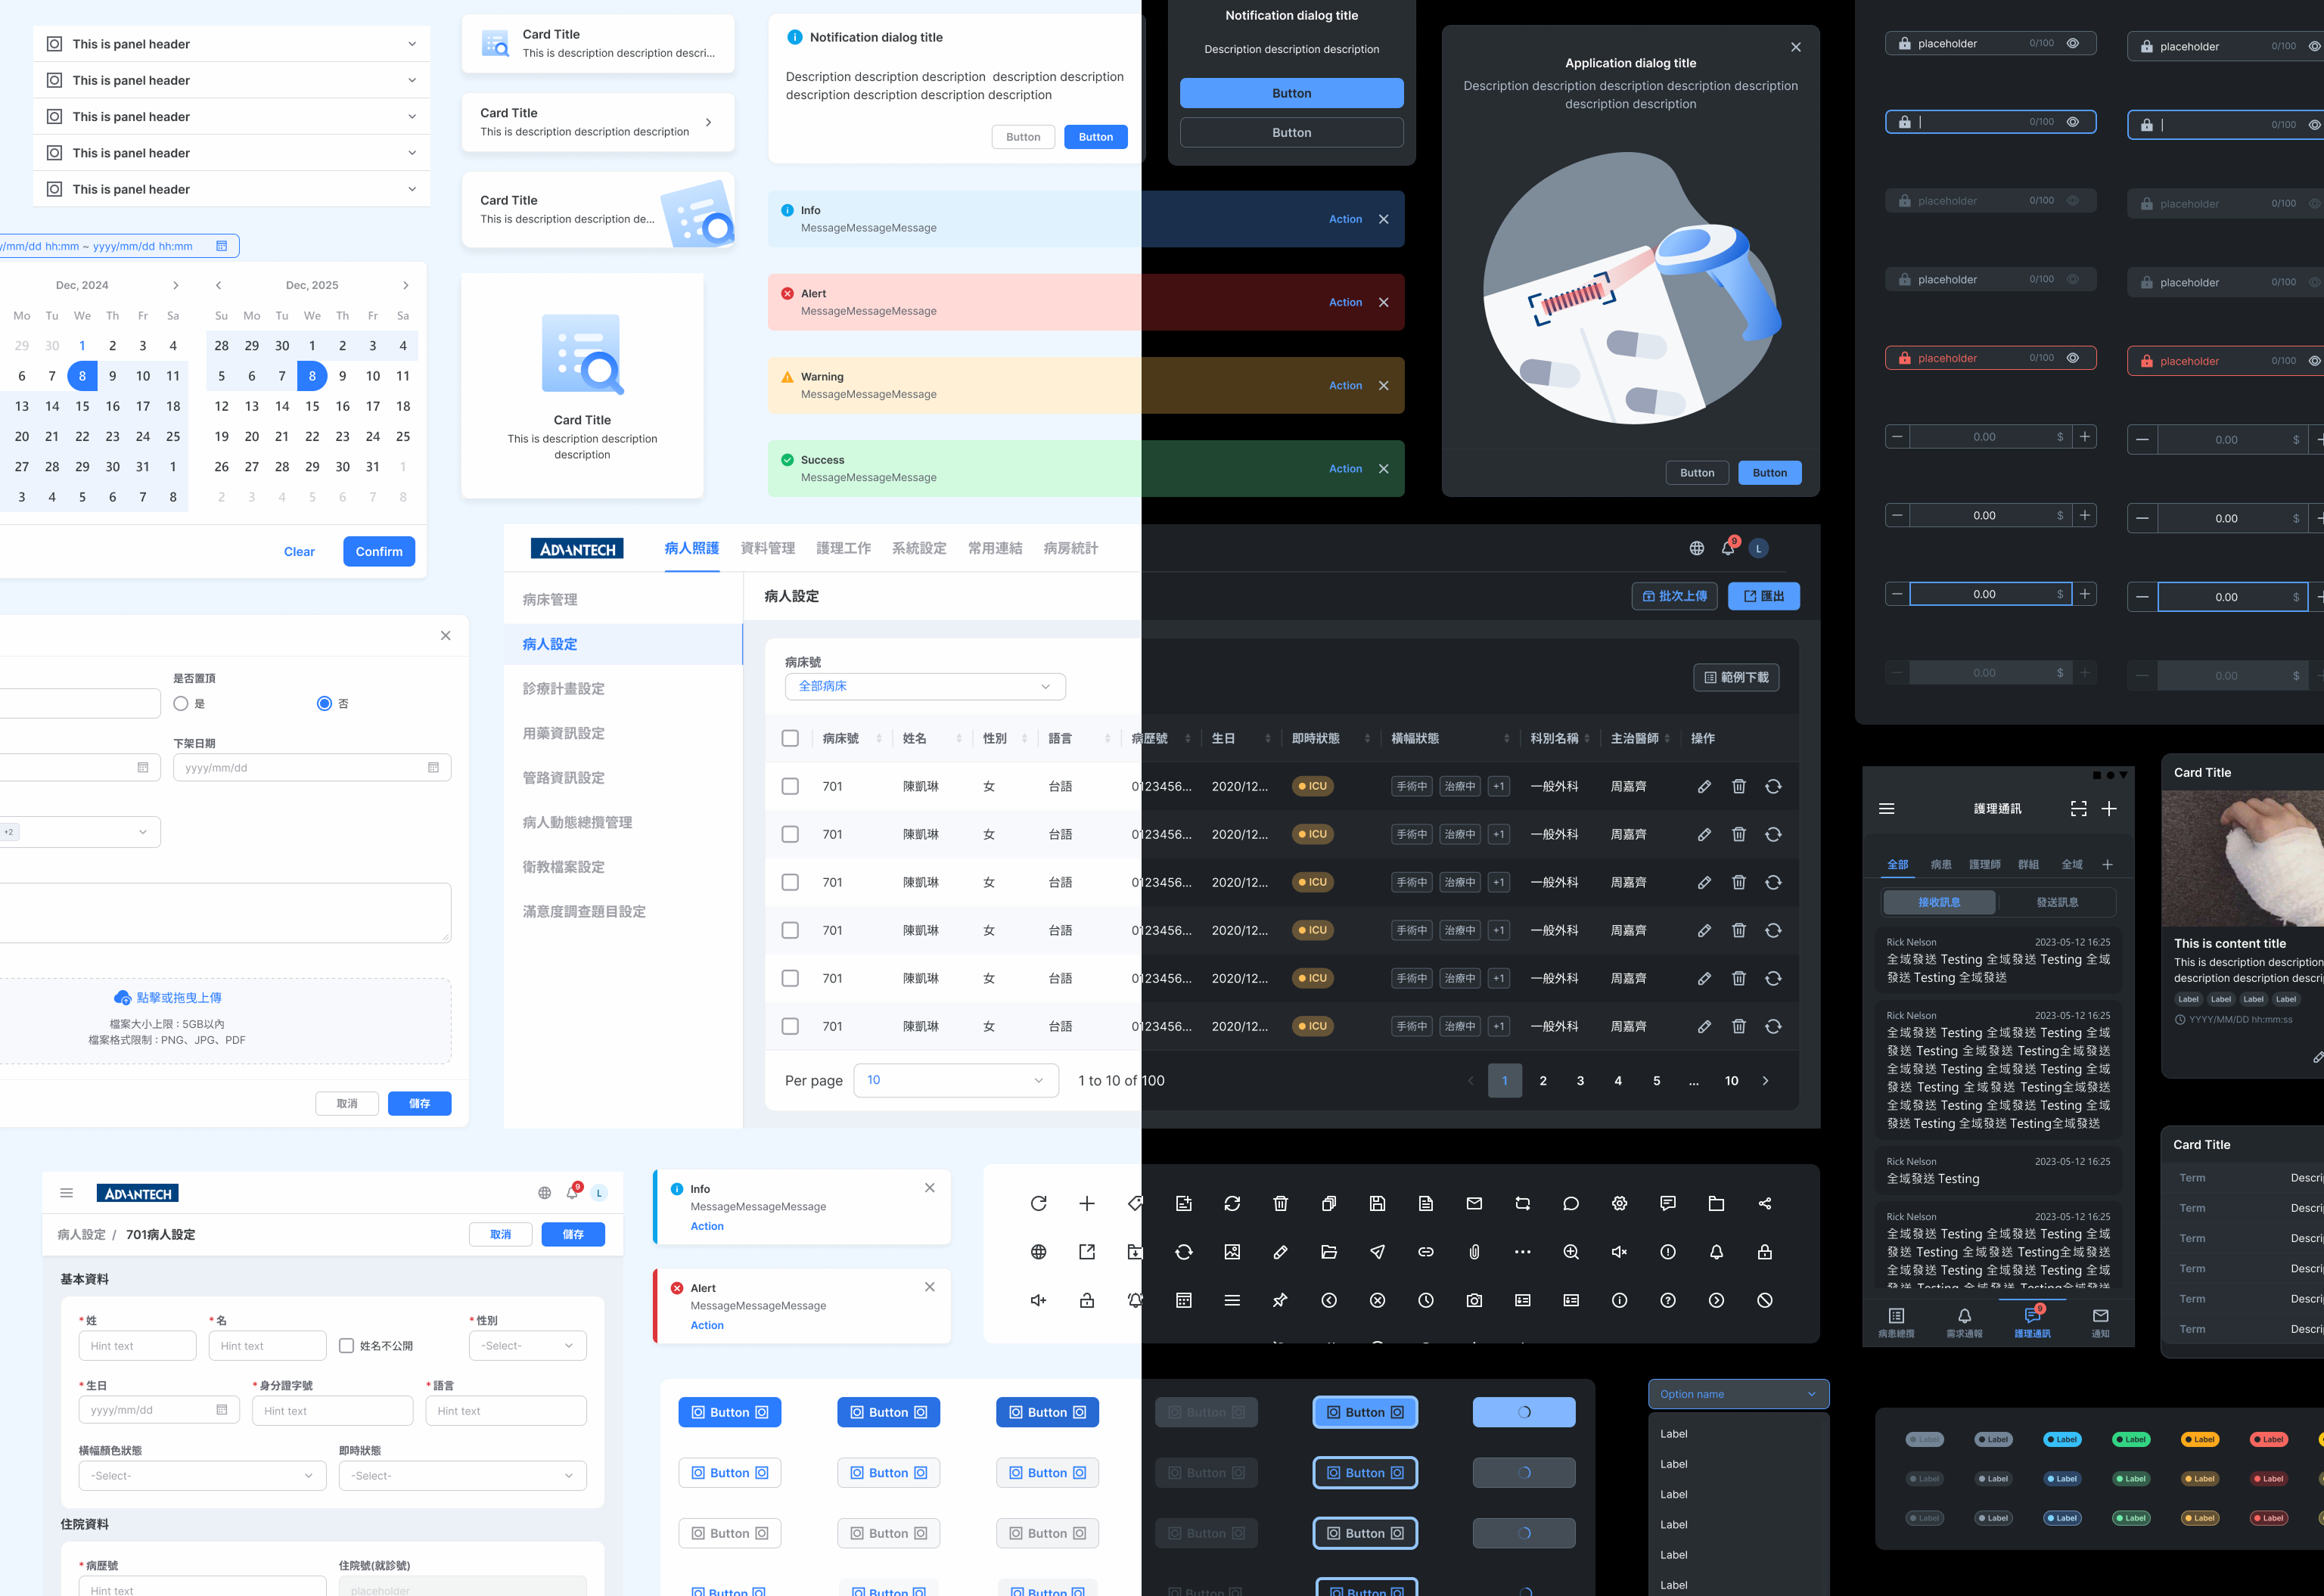 This is panel header
This is panel header
This is panel header
This is panel header
This is panel header
y/mm/dd hh:mm ~ yyyy/mm/dd hh:mm
Dec, 2024
Mo Tu We Th Fr Sa
29 30 1 2 3 4
6 7 8 9 10 11
13 14 15 16 17 18
20 21 22 23 24 25
27 28 29 30 31 1
3 4 5 6 7 8
Dec, 2025
Su Mo Tu We Th Fr Sa
28 29 30 1 2 3 4
5 6 7 8 9 10 11
12 13 14 15 16 17 18
19 20 21 22 23 24 25
26 27 28 29 30 31 1
2 3 4 5 6 7 8
Clear Confirm
Card Title
This is description description descri...
Card Title
This is description description description
Card Title
This is description description de...
Card Title
This is description description
description
Notification dialog title
Description description description description description
description description description description
Button Button
Notification dialog title
Description description description
Button
Button
Info
MessageMessageMessage
Action
Alert
MessageMessageMessage
Action
Warning
MessageMessageMessage
Action
Success
MessageMessageMessage
Action
Application dialog title
Description description description description description
description description
Button Button
placeholder 0/100
placeholder 0/100
0/100
0/100
placeholder 0/100
placeholder 0/100
placeholder 0/100
placeholder 0/100
placeholder 0/100
placeholder 0/100
0.00 $
0.00 $
0.00 $
0.00 $
0.00 $
0.00 $
0.00 $
0.00 $
是否置頂
是 否
下架日期
yyyy/mm/dd
+2
點擊或拖曳上傳
檔案大小上限：5GB以內
檔案格式限制：PNG、JPG、PDF
取消 儲存
ADVANTECH 病人照護 資料管理 護理工作 系統設定 常用連結 病房統計 9 L
病床管理
病人設定
診療計畫設定
用藥資訊設定
管路資訊設定
病人動態總攬管理
衛教檔案設定
滿意度調查題目設定
病人設定 批次上傳 匯出
病床號
全部病床
範例下載
病床號 姓名 性別 語言 病歷號 生日 即時狀態 橫幅狀態 科別名稱 主治醫師 操作
701 陳凱琳 女 台語 0123456... 2020/12... ICU 手術中 治療中 +1 一般外科 周嘉齊
701 陳凱琳 女 台語 0123456... 2020/12... ICU 手術中 治療中 +1 一般外科 周嘉齊
701 陳凱琳 女 台語 0123456... 2020/12... ICU 手術中 治療中 +1 一般外科 周嘉齊
701 陳凱琳 女 台語 0123456... 2020/12... ICU 手術中 治療中 +1 一般外科 周嘉齊
701 陳凱琳 女 台語 0123456... 2020/12... ICU 手術中 治療中 +1 一般外科 周嘉齊
701 陳凱琳 女 台語 0123456... 2020/12... ICU 手術中 治療中 +1 一般外科 周嘉齊
Per page 10 1 to 10 of 100 1 2 3 4 5 ... 10
護理通訊
全部 病患 護理師 群組 全域
接收訊息 發送訊息
Rick Nelson 2023-05-12 16:25
全域發送 Testing 全域發送 Testing 全域
發送 Testing 全域發送
Rick Nelson 2023-05-12 16:25
全域發送 Testing 全域發送 Testing 全域
發送 Testing 全域發送 Testing全域發送
全域發送 Testing 全域發送 Testing 全域
發送 Testing 全域發送 Testing全域發送
全域發送 Testing 全域發送 Testing 全域
發送 Testing 全域發送 Testing全域發送
Rick Nelson 2023-05-12 16:25
全域發送 Testing
Rick Nelson 2023-05-12 16:25
全域發送 Testing 全域發送 Testing 全域
發送 Testing 全域發送 Testing全域發送
全域發送 Testing 全域發送 Testing 全域
發送 Testing 全域發送 Testing全域發送
病患總攬 需求通報 護理通訊 9 通知
Card Title
This is content title
This is description description
description description descri
Label Label Label Label
YYYY/MM/DD hh:mm:ss
Card Title
Term Descri
Term Descri
Term Descri
Term Descri
Term Descri
Term Descri
ADVANTECH 9 L
病人設定 / 701病人設定 取消 儲存
基本資料
*姓 *名 姓名不公開 *性別
Hint text Hint text -Select-
*生日 *身分證字號 *語言
yyyy/mm/dd Hint text Hint text
橫幅顏色狀態 即時狀態
-Select- -Select-
住院資料
*病歷號 住院號(就診號)
Hint text placeholder
Info
MessageMessageMessage
Action
Alert
MessageMessageMessage
Action
Button Button Button Button Button
Button Button Button Button Button
Button Button Button Button Button
Button Button Button Button Button
Option name
Label
Label
Label
Label
Label
Label
Label Label Label Label Label Label
Label Label Label Label Label Label
Label Label Label Label Label Label